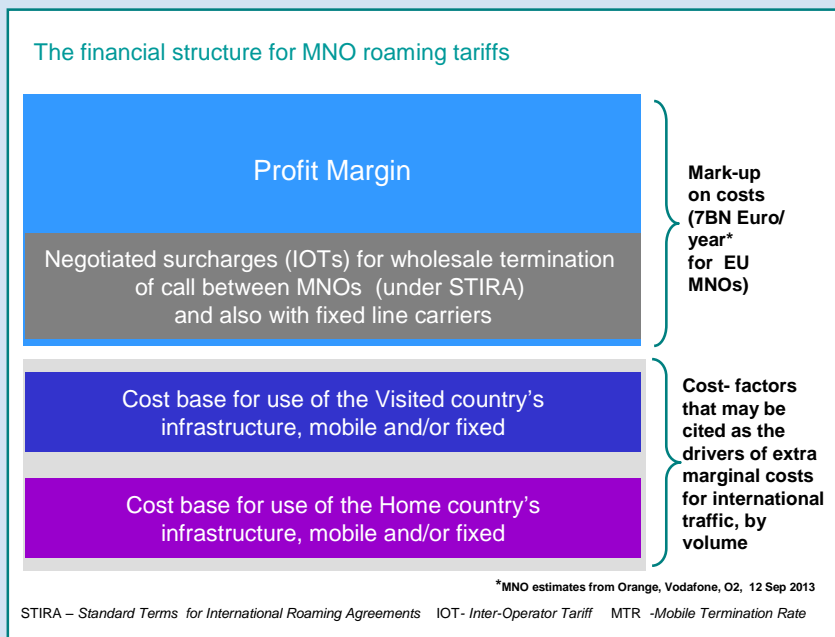 The financial structure for MNO roaming tariffs
Profit Margin
Negotiated surcharges (IOTs) for wholesale termination
of call between MNOs (under STIRA)
and also with fixed line carriers
Mark-up
on costs
(7BN Euro/
year*
for EU
MNOs)
Cost base for use of the Visited country's
infrastructure, mobile and/or fixed
Cost base for use of the Home country's
infrastructure, mobile and/or fixed
Cost- factors
that may be
cited as the
drivers of extra
marginal costs
for international
traffic, by
volume
*MNO estimates from Orange, Vodafone, O2, 12 Sep 2013
STIRA – Standard Terms for International Roaming Agreements IOT- Inter-Operator Tariff MTR -Mobile Termination Rate